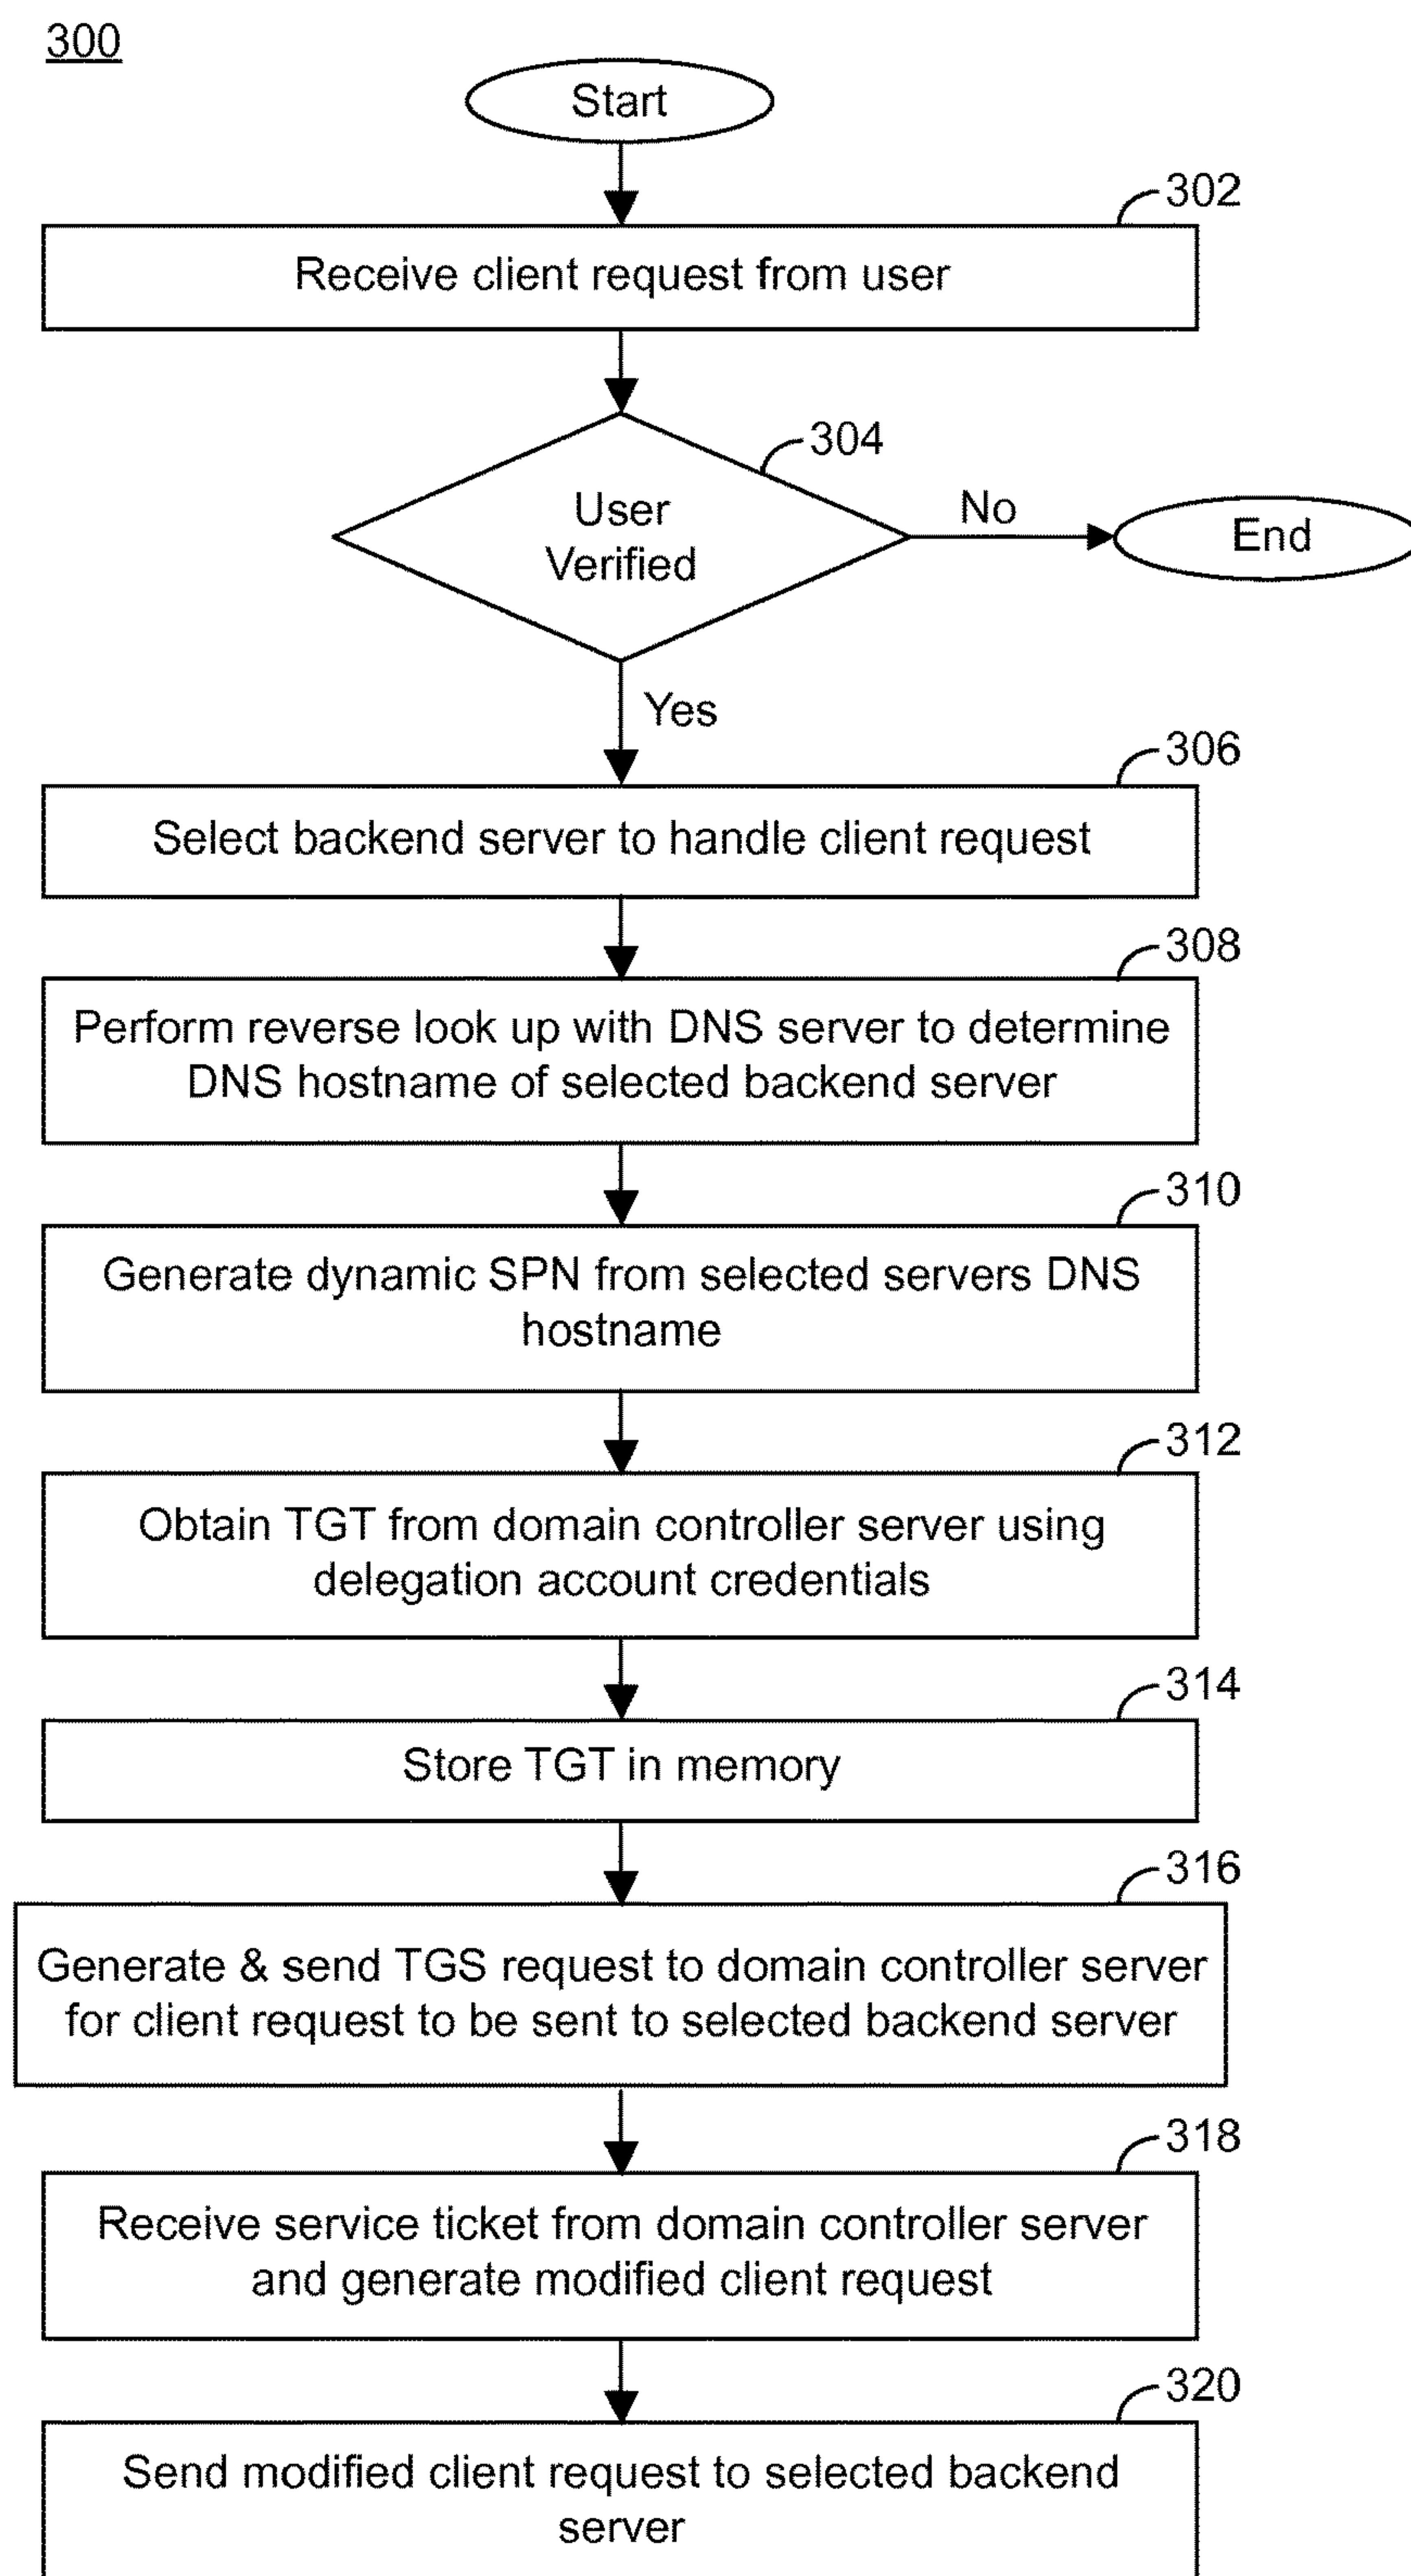 300
Start
302
Receive client request from user
304
User
Verified
No
End
Yes
306
Select backend server to handle client request
308
Perform reverse look up with DNS server to determine
DNS hostname of selected backend server
310
Generate dynamic SPN from selected servers DNS
hostname
312
Obtain TGT from domain controller server using
delegation account credentials
314
Store TGT in memory
316
Generate & send TGS request to domain controller server
for client request to be sent to selected backend server
318
Receive service ticket from domain controller server
and generate modified client request
320
Send modified client request to selected backend
server